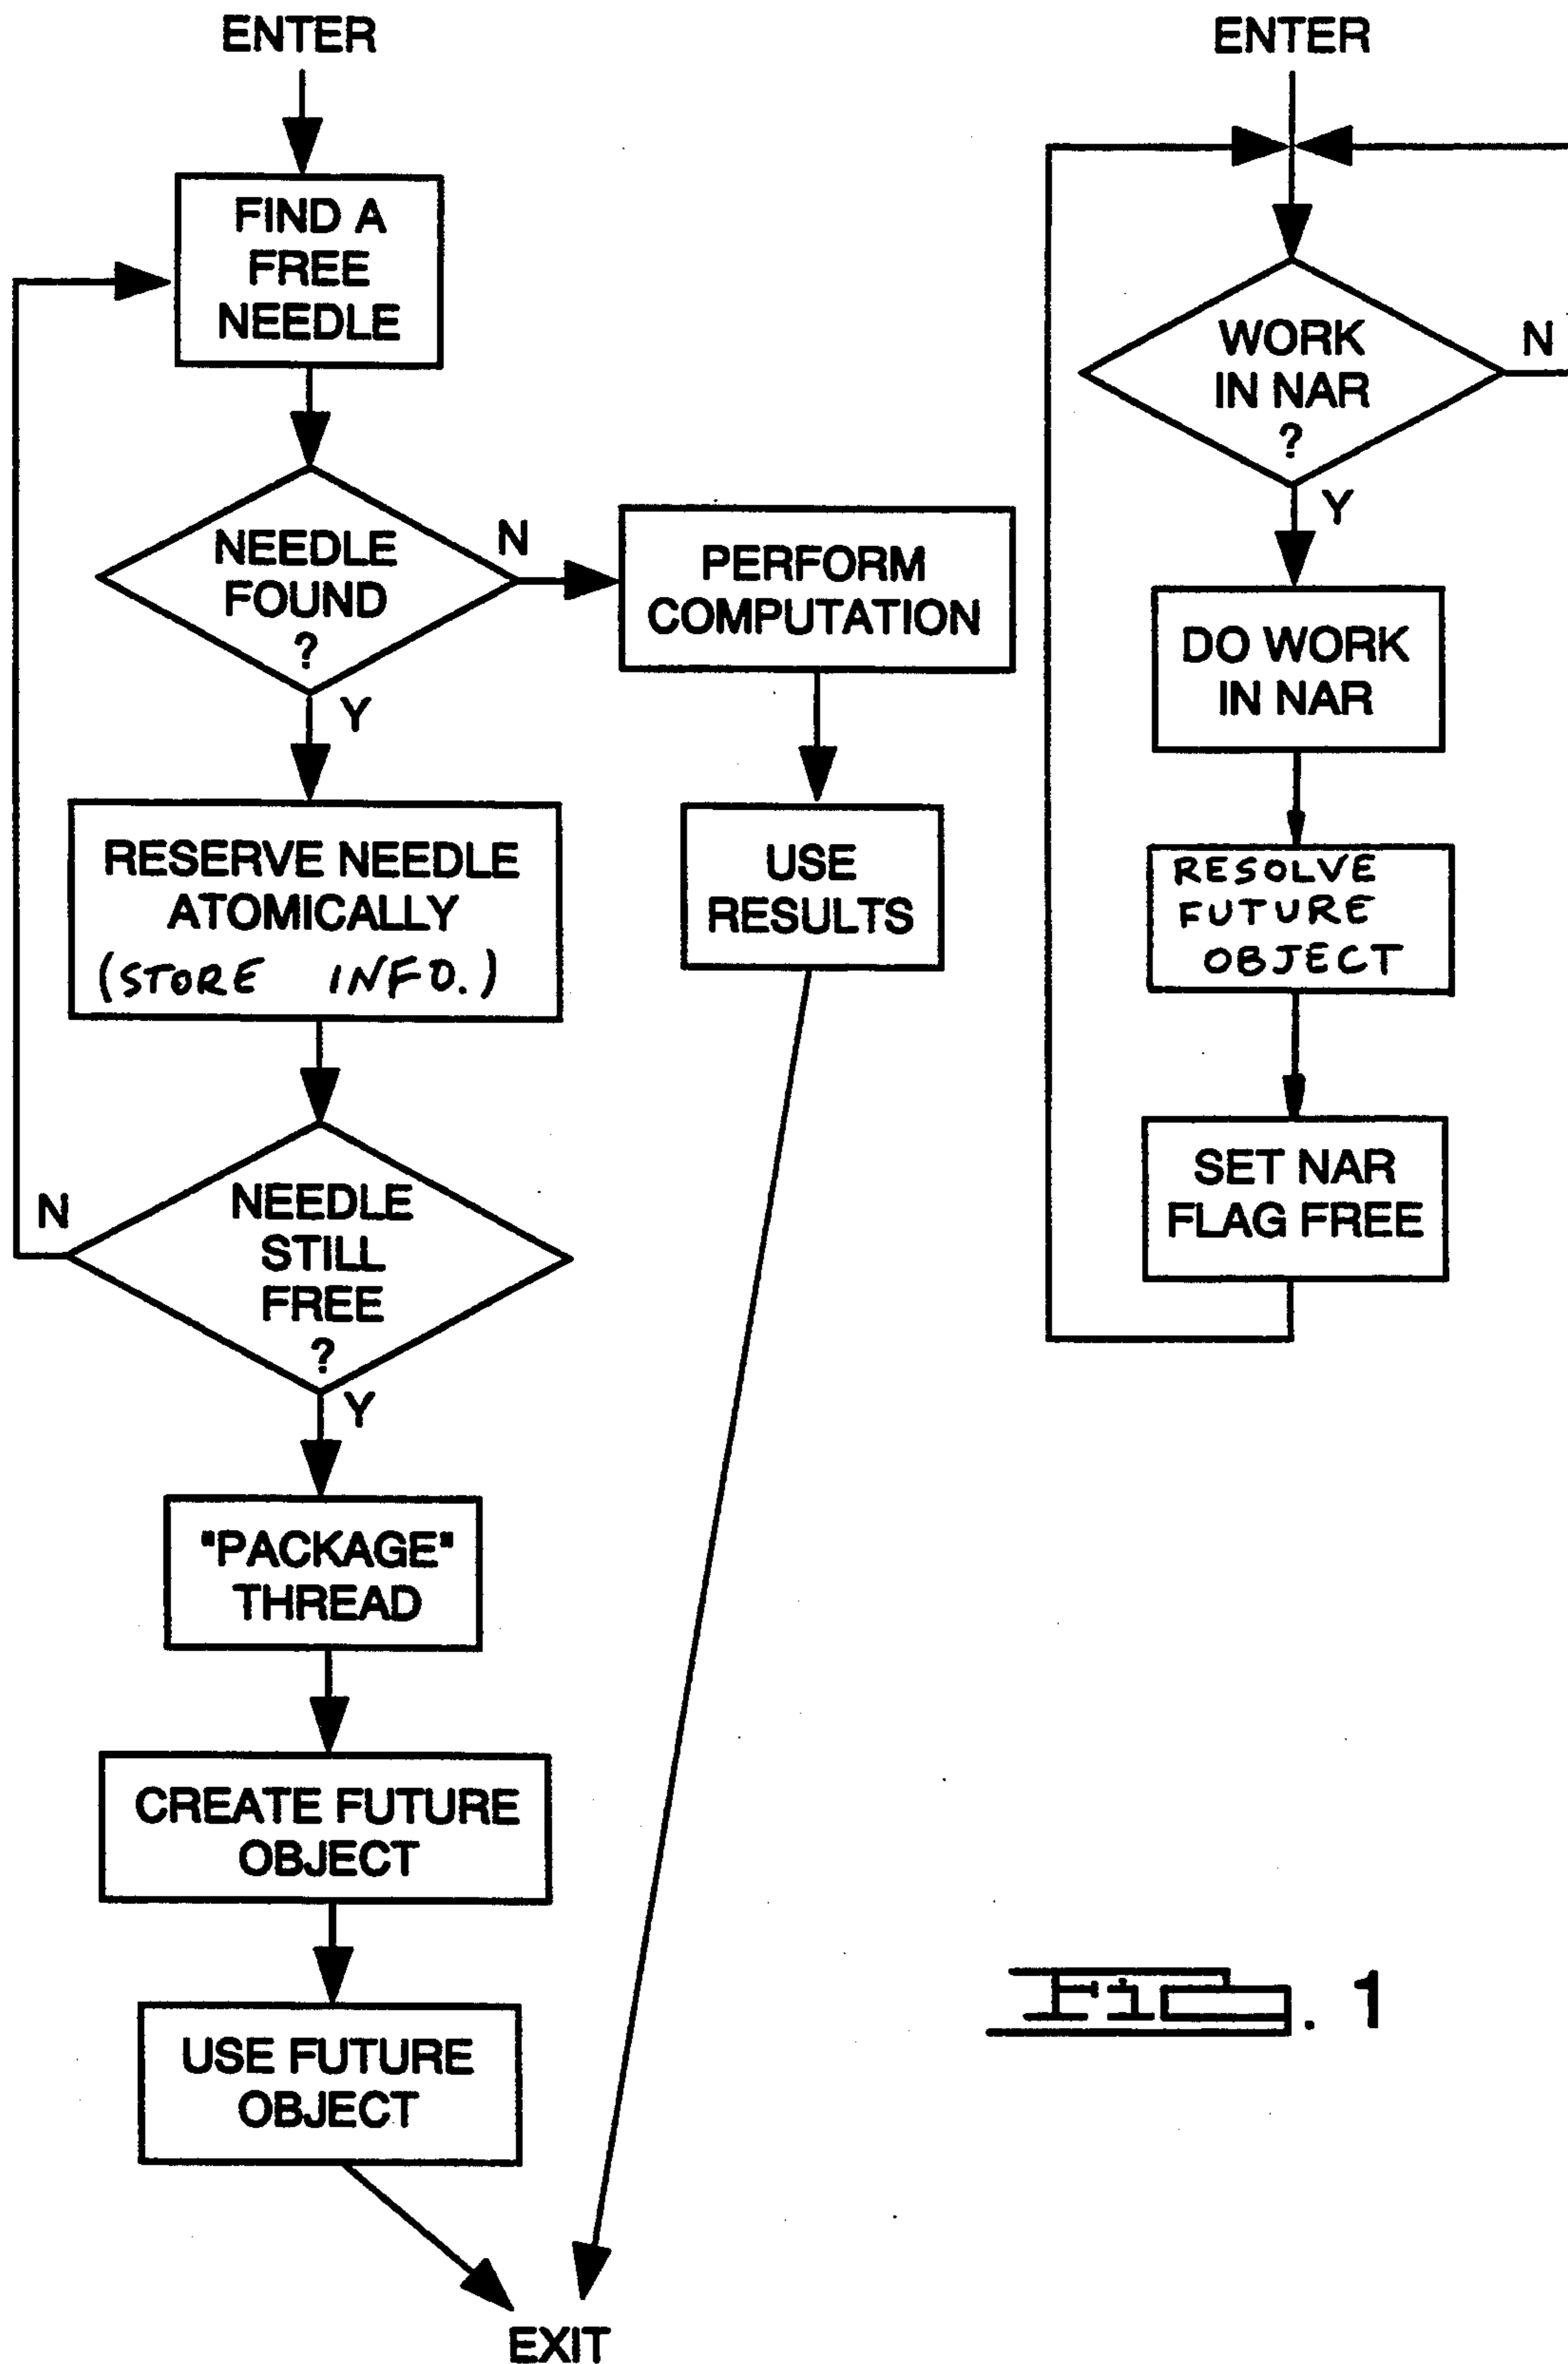 ENTER
FIND A
FREE
NEEDLE
NEEDLE
FOUND
?
N
Y
PERFORM
COMPUTATION
USE
RESULTS
RESERVE NEEDLE
ATOMICALLY
(STORE INFO.)
NEEDLE
STILL
FREE
?
N
Y
"PACKAGE"
THREAD
CREATE FUTURE
OBJECT
USE FUTURE
OBJECT
EXIT
ENTER
WORK
IN NAR
?
N
Y
DO WORK
IN NAR
RESOLVE
FUTURE
OBJECT
SET NAR
FLAG FREE
Fig. 1